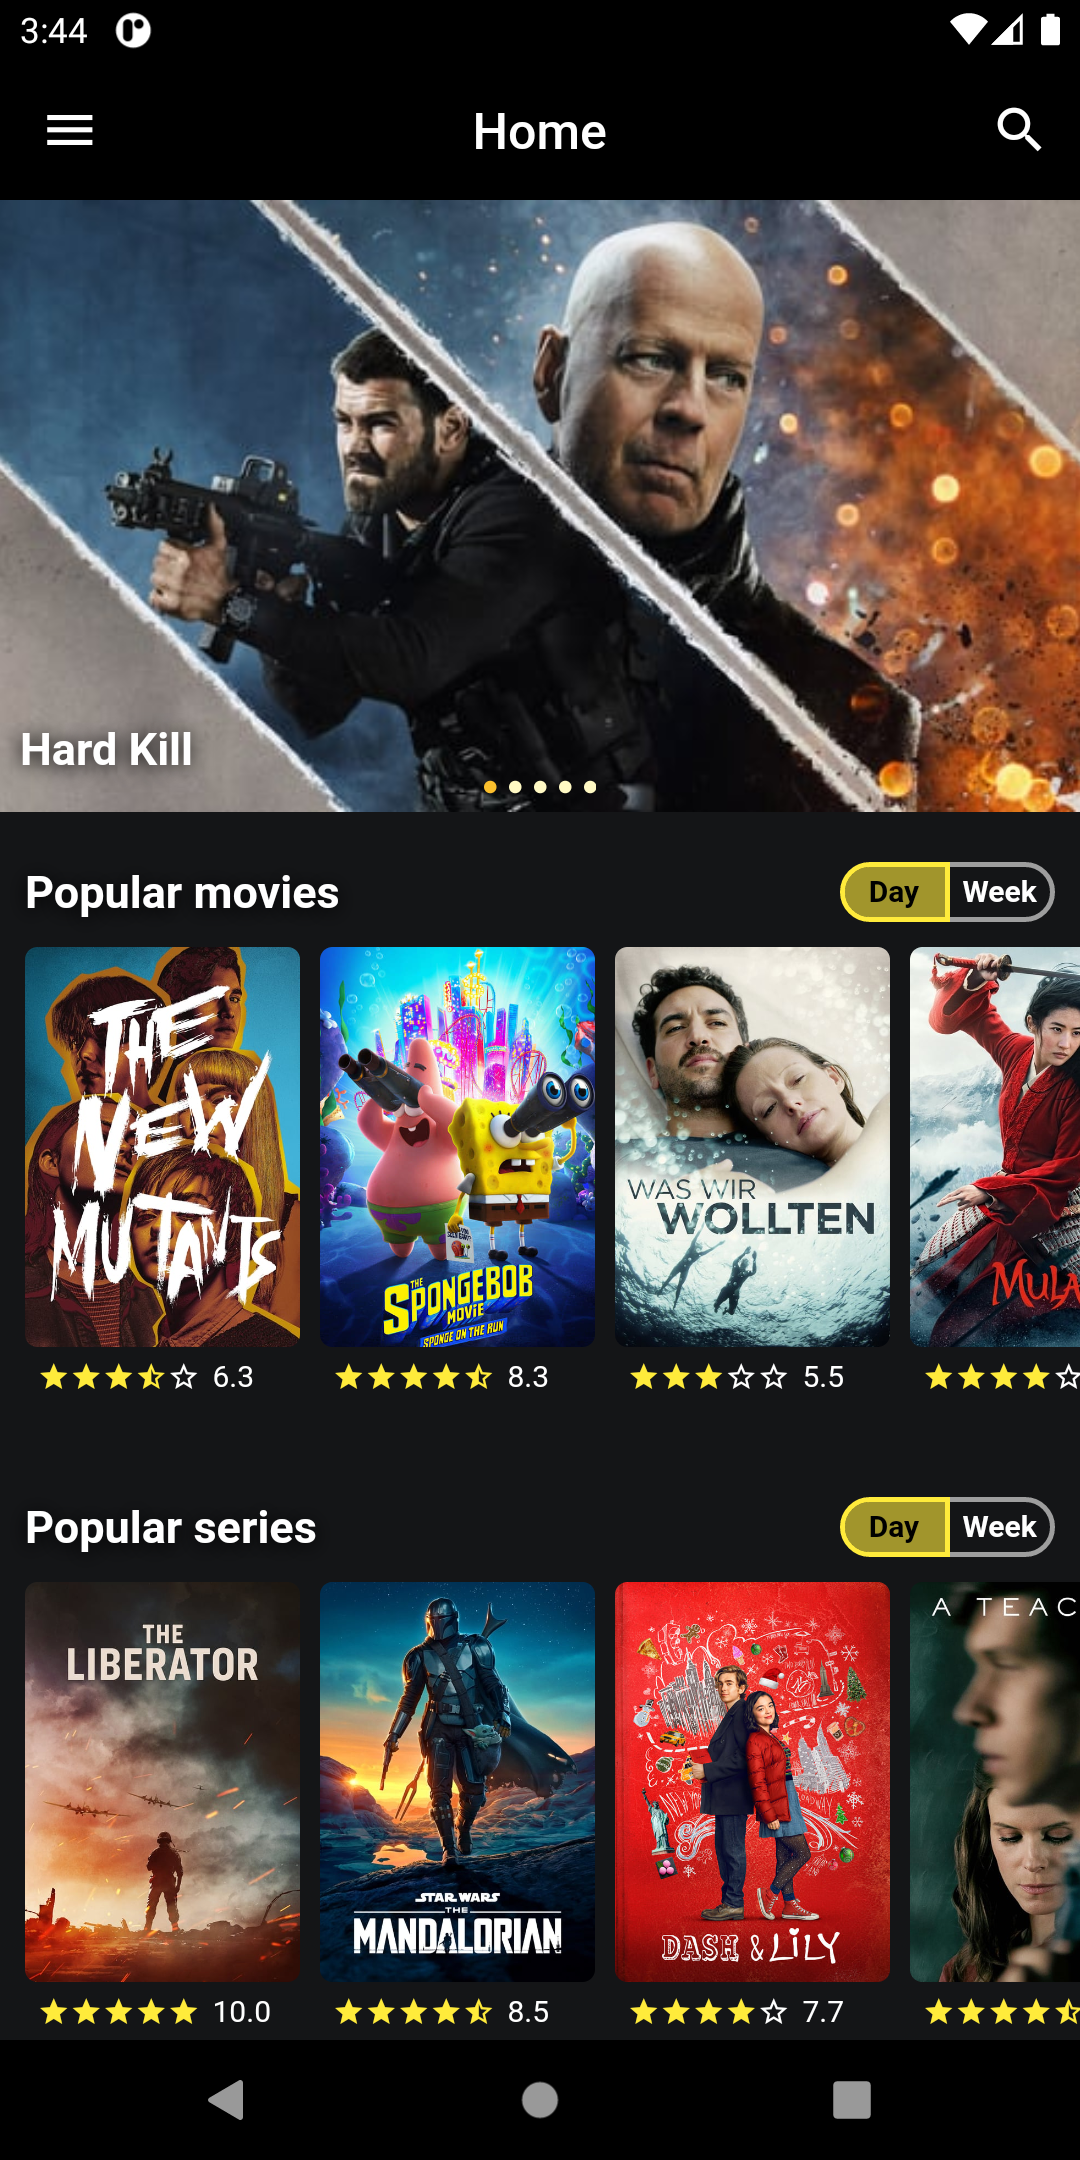 3:44
Home
Hard Kill
Popular movies
Day
Week
THE
NEW
MUTANTS
THE
SPONGEBOB
MOVIE
SPONGE ON THE RUN
WAS WIR
WOLLTEN
MULA
6.3
8.3
5.5
Popular series
Day
Week
THE
LIBERATOR
STAR WARS
THE
MANDALORIAN
DASH & LILY
A TEAC
10.0
8.5
7.7